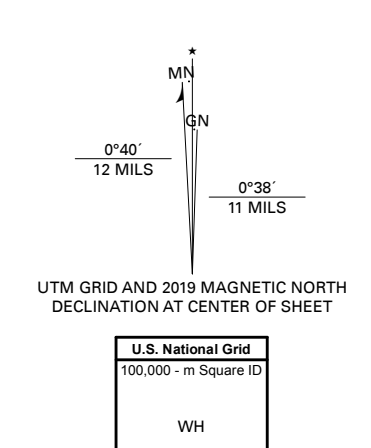 ★
MN
GN
0°40´
12 MILS
0°38´
11 MILS
UTM GRID AND 2019 MAGNETIC NORTH
DECLINATION AT CENTER OF SHEET
U.S. National Grid
100,000 - m Square ID
WH